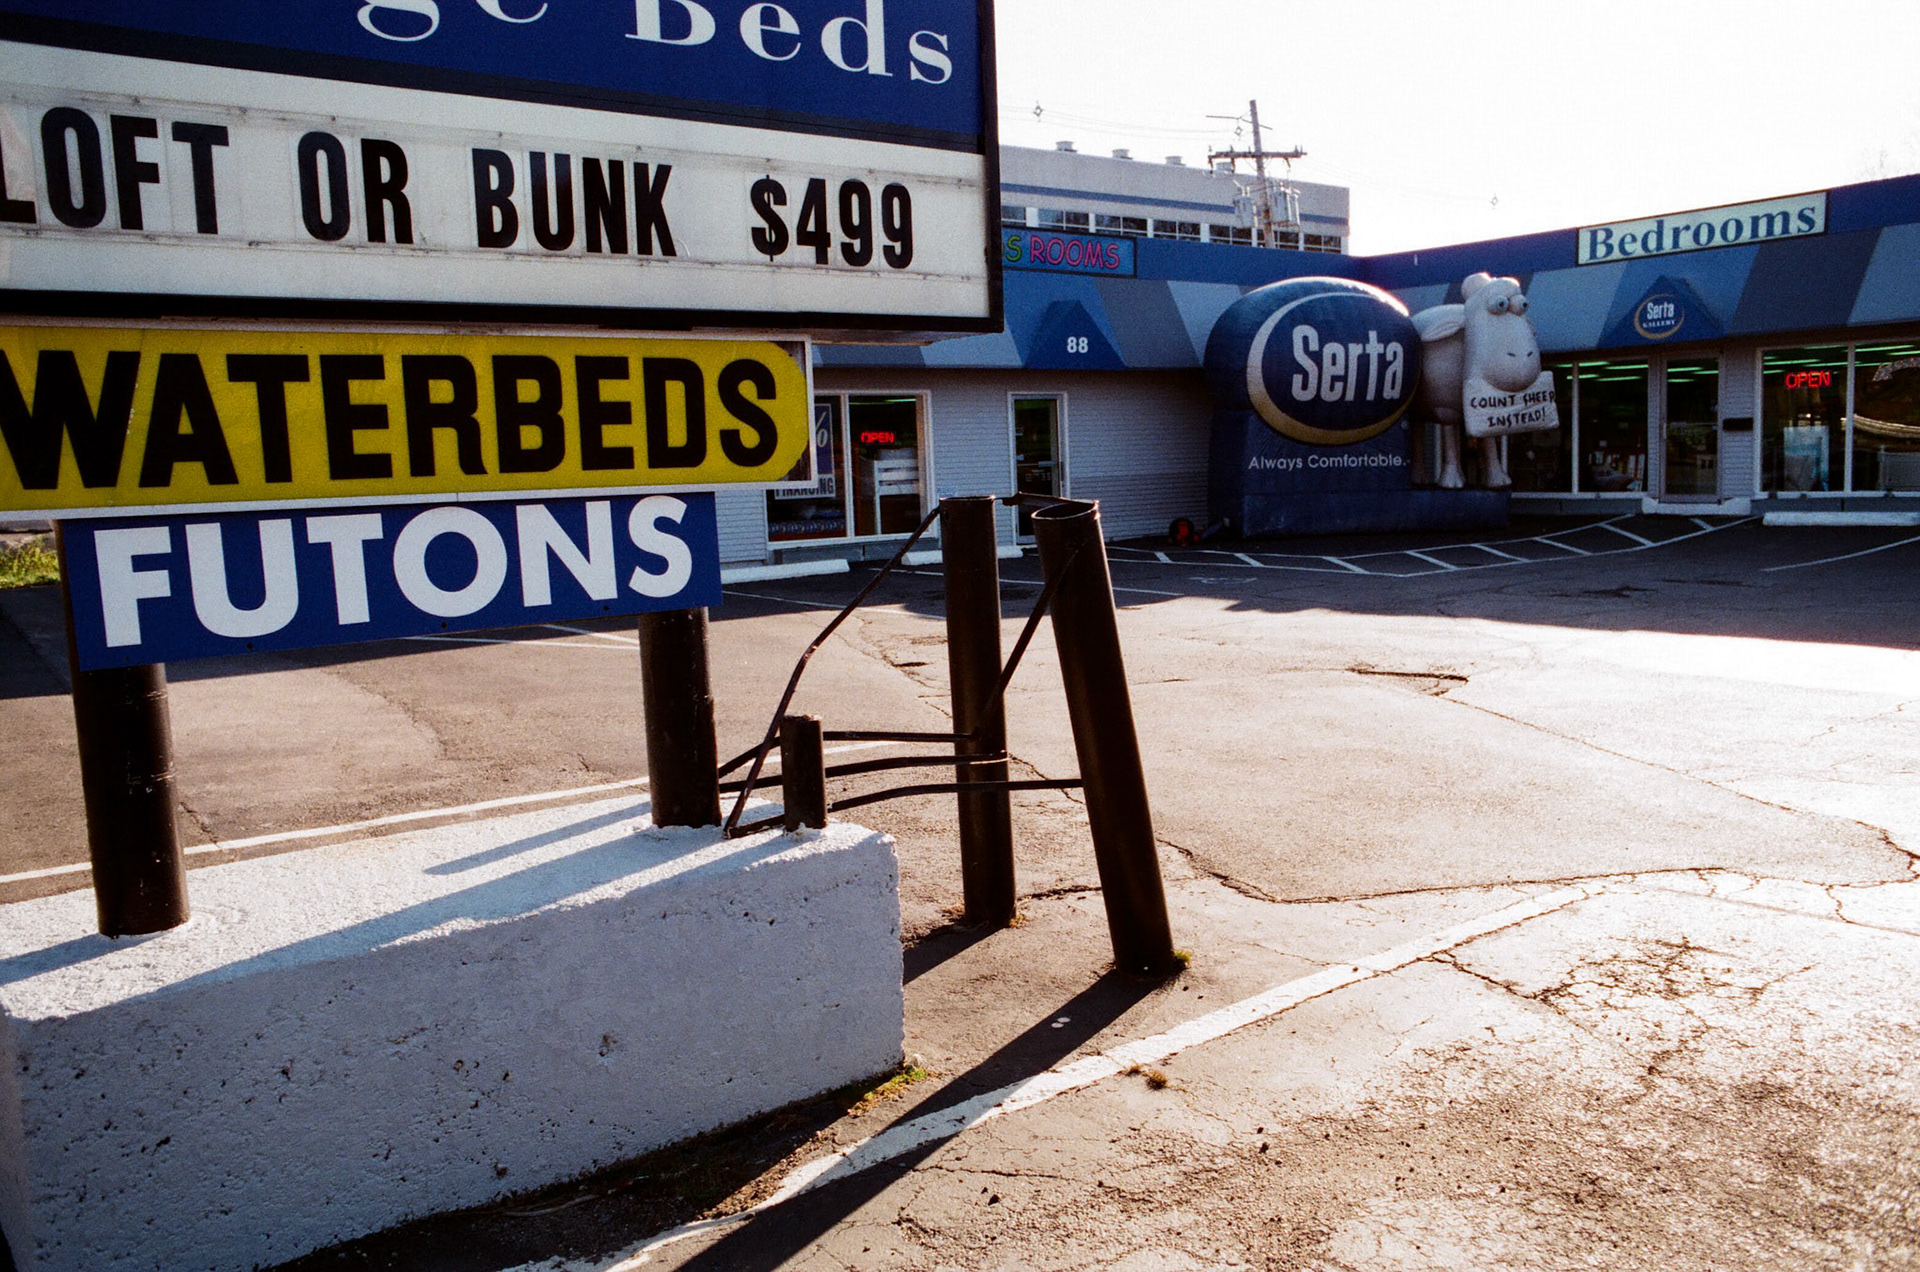 ge Beds
LOFT OR BUNK $499
WATERBEDS
FUTONS
S ROOMS
88
OPEN
FINANCING
Serta
Always Comfortable.
COUNT SHEEP
INSTEAD!
Bedrooms
Serta
GALLERY
OPEN